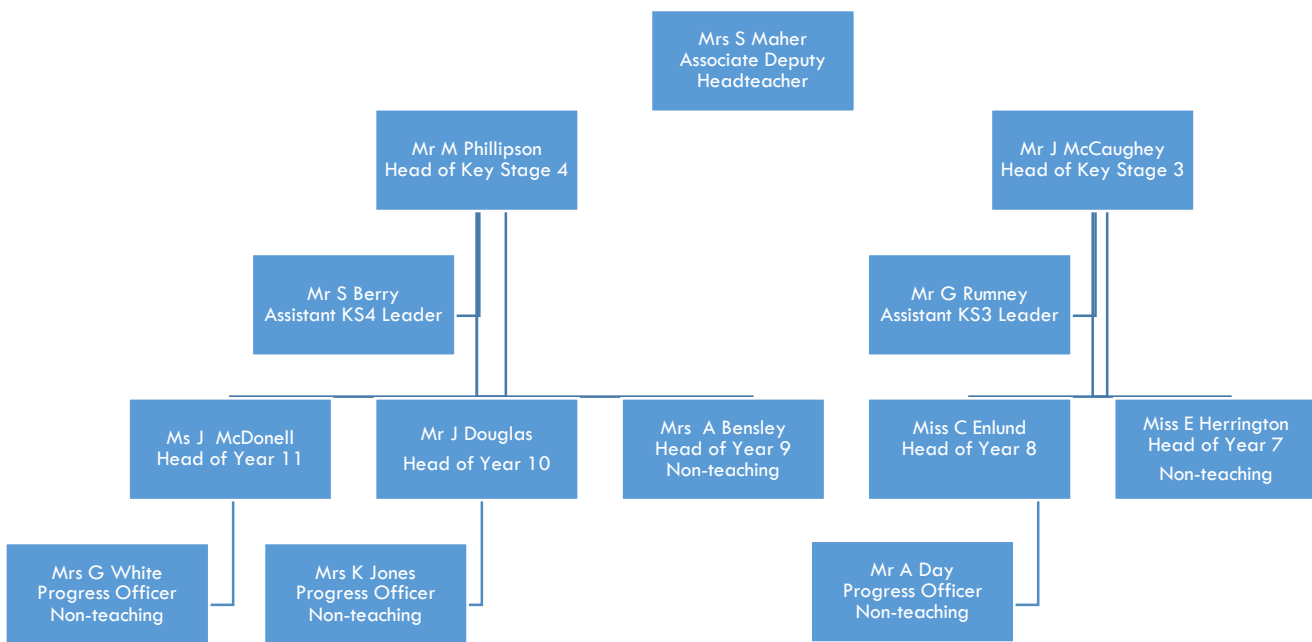 Mrs S Maher
Associate Deputy
Headteacher
Mr M Phillipson
Head of Key Stage 4
Mr J McCaughey
Head of Key Stage 3
Mr S Berry
Assistant KS4 Leader
Mr G Rumney
Assistant KS3 Leader
Ms J McDonell
Head of Year 11
Mr J Douglas
Head of Year 10
Mrs A Bensley
Head of Year 9
Non-teaching
Miss C Enlund
Head of Year 8
Miss E Herrington
Head of Year 7
Non-teaching
Mrs G White
Progress Officer
Non-teaching
Mrs K Jones
Progress Officer
Non-teaching
Mr A Day
Progress Officer
Non-teaching